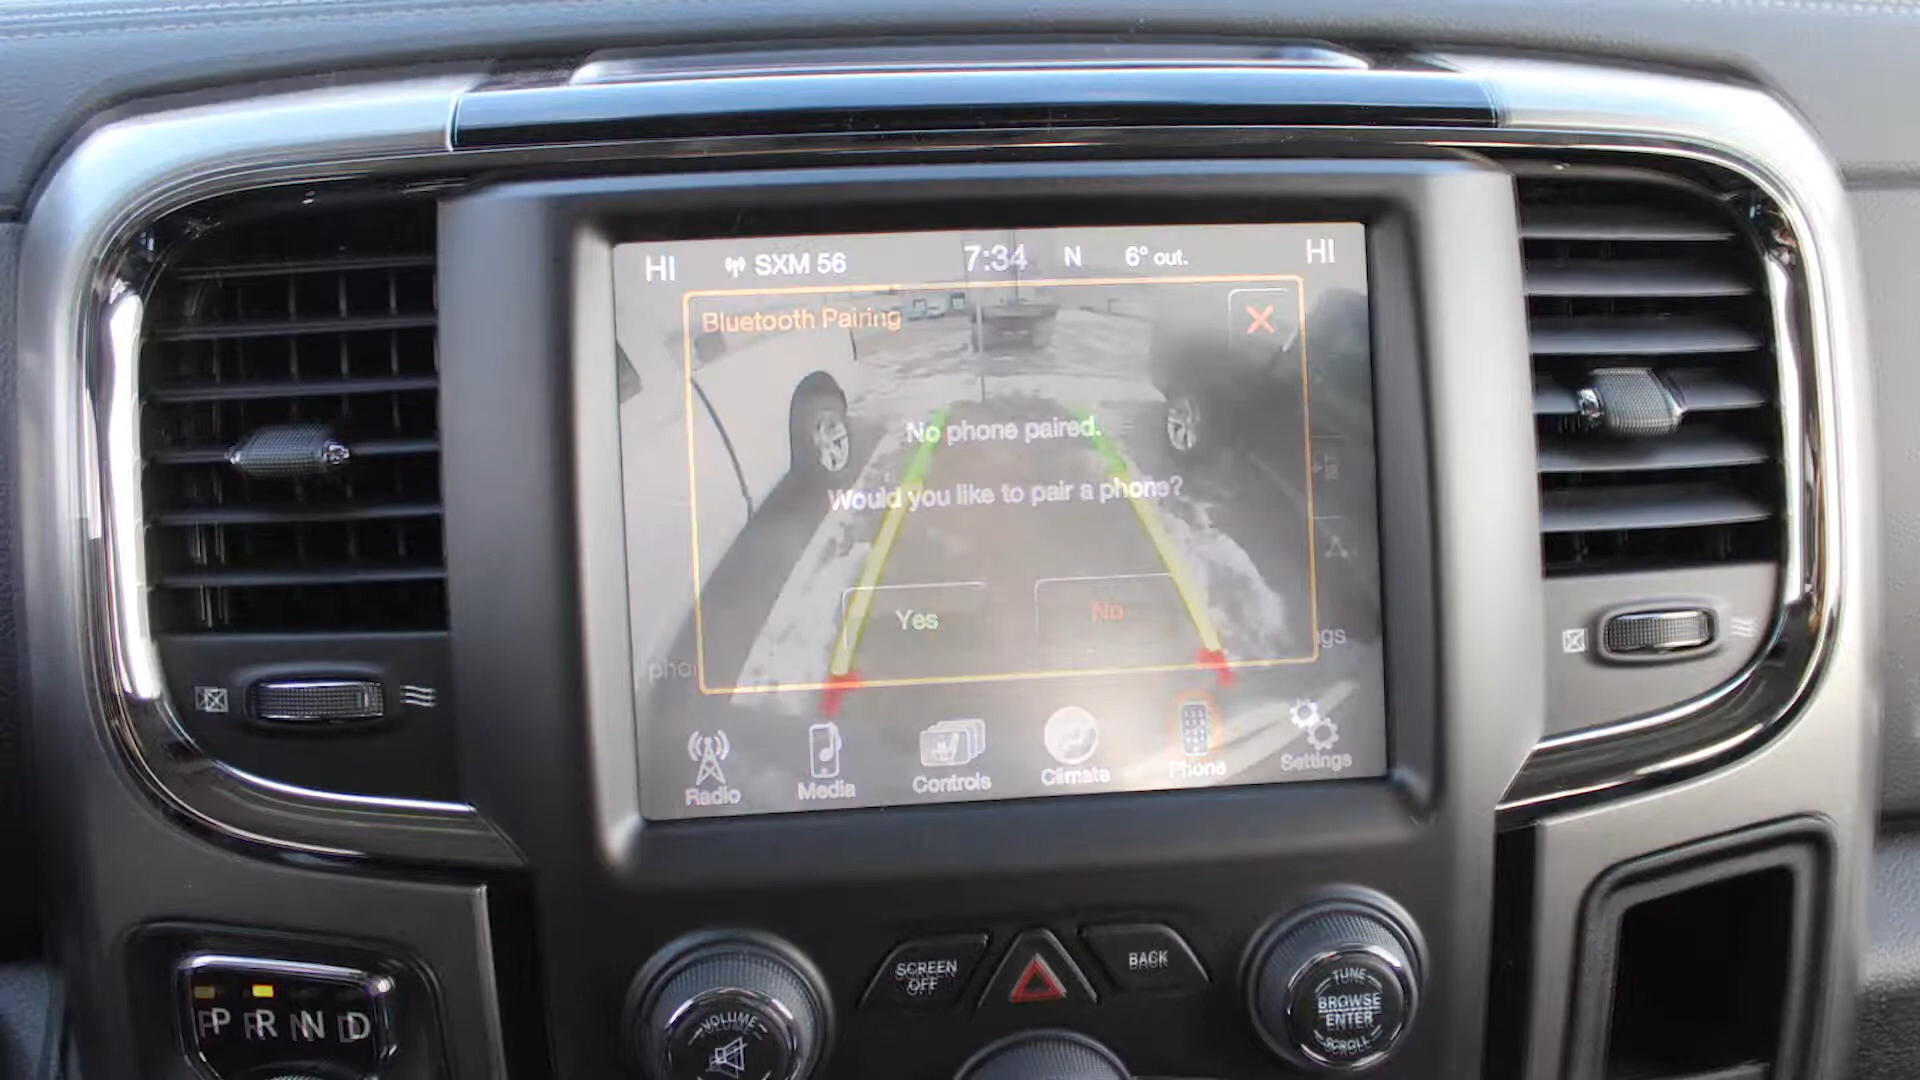 HI SXM 56 7:34 N 6° out. HI
Bluetooth Pairing X
No phone paired.
Would you like to pair a phone?
Yes No
Radio Media Controls Climate Phone Settings
SCREEN OFF
BACK
VOLUME
TUNE
BROWSE
ENTER
SCROLL
P R N D